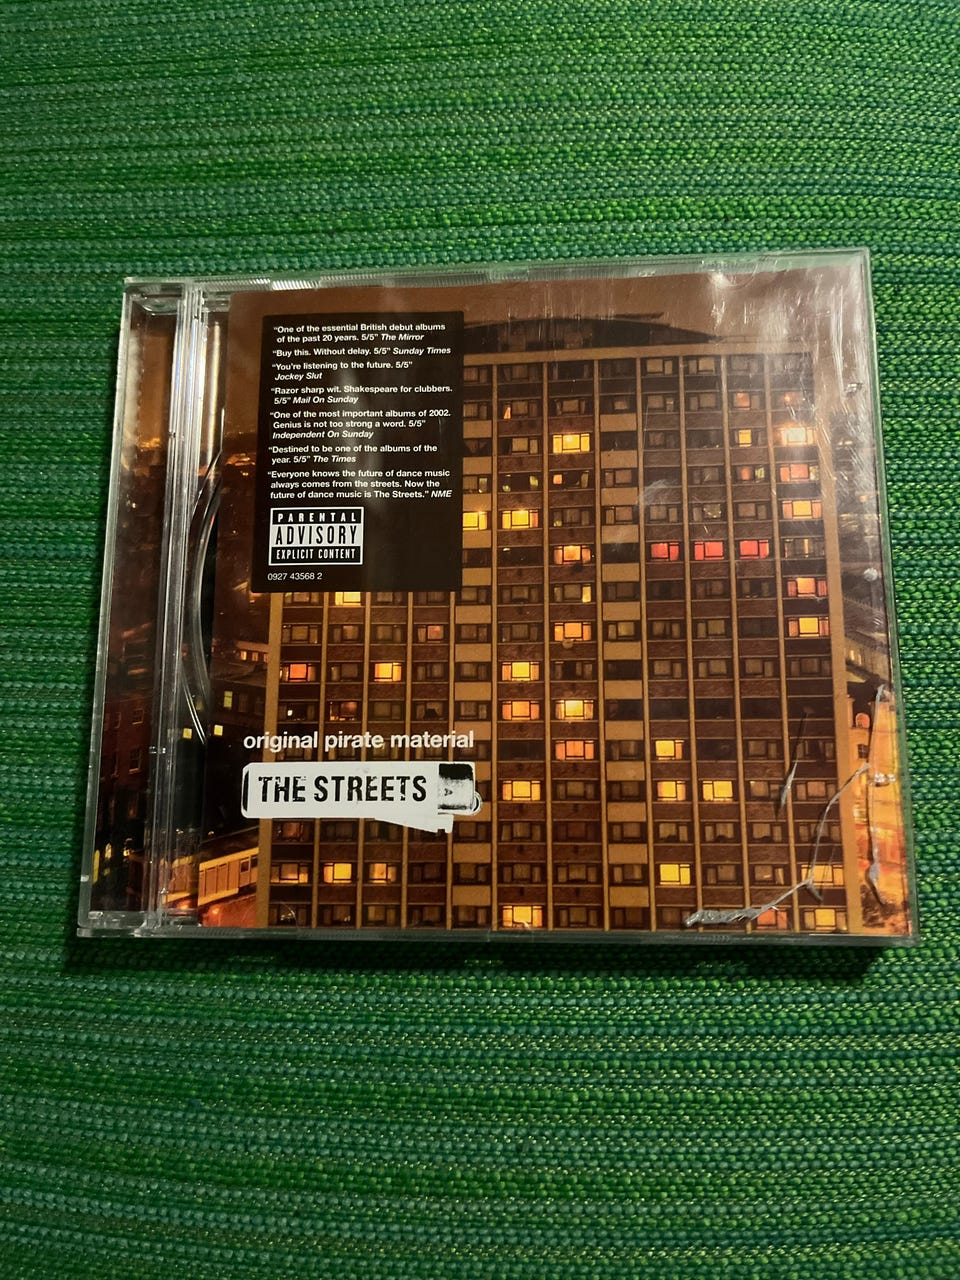 “One of the essential British debut albums
of the past 20 years. 5/5” The Mirror
“Buy this. Without delay. 5/5” Sunday Times
“You're listening to the future. 5/5”
Jockey Slut
“Razor sharp wit. Shakespeare for clubbers.
5/5” Mail On Sunday
“One of the most important albums of 2002.
Genius is not too strong a word. 5/5”
Independent On Sunday
“Destined to be one of the albums of the
year. 5/5” The Times
“Everyone knows the future of dance music
always comes from the streets. Now the
future of dance music is The Streets.” NME
PARENTAL
ADVISORY
EXPLICIT CONTENT
0927 43568 2
original pirate material
THE STREETS